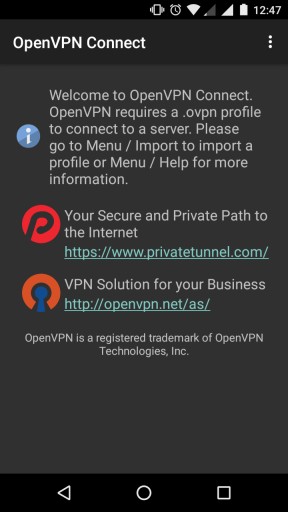 12:47
OpenVPN Connect
Welcome to OpenVPN Connect.
OpenVPN requires a .ovpn profile
to connect to a server. Please
go to Menu / Import to import a
profile or Menu / Help for more
information.
Your Secure and Private Path to
the Internet
https://www.privatetunnel.com/
VPN Solution for your Business
http://openvpn.net/as/
OpenVPN is a registered trademark of OpenVPN
Technologies, Inc.